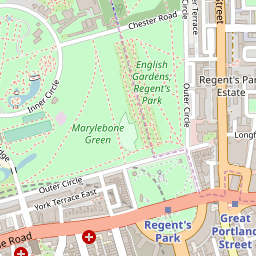 Chester Road
Terrace
Outer Circle
Street
English
Gardens,
Regent's
Park
Regent's Par
Estate
Inner Circle
Marylebone
Green
Longf
Outer Circle
York Terrace East
Regent's
Park
Great
Portland
Street
Road